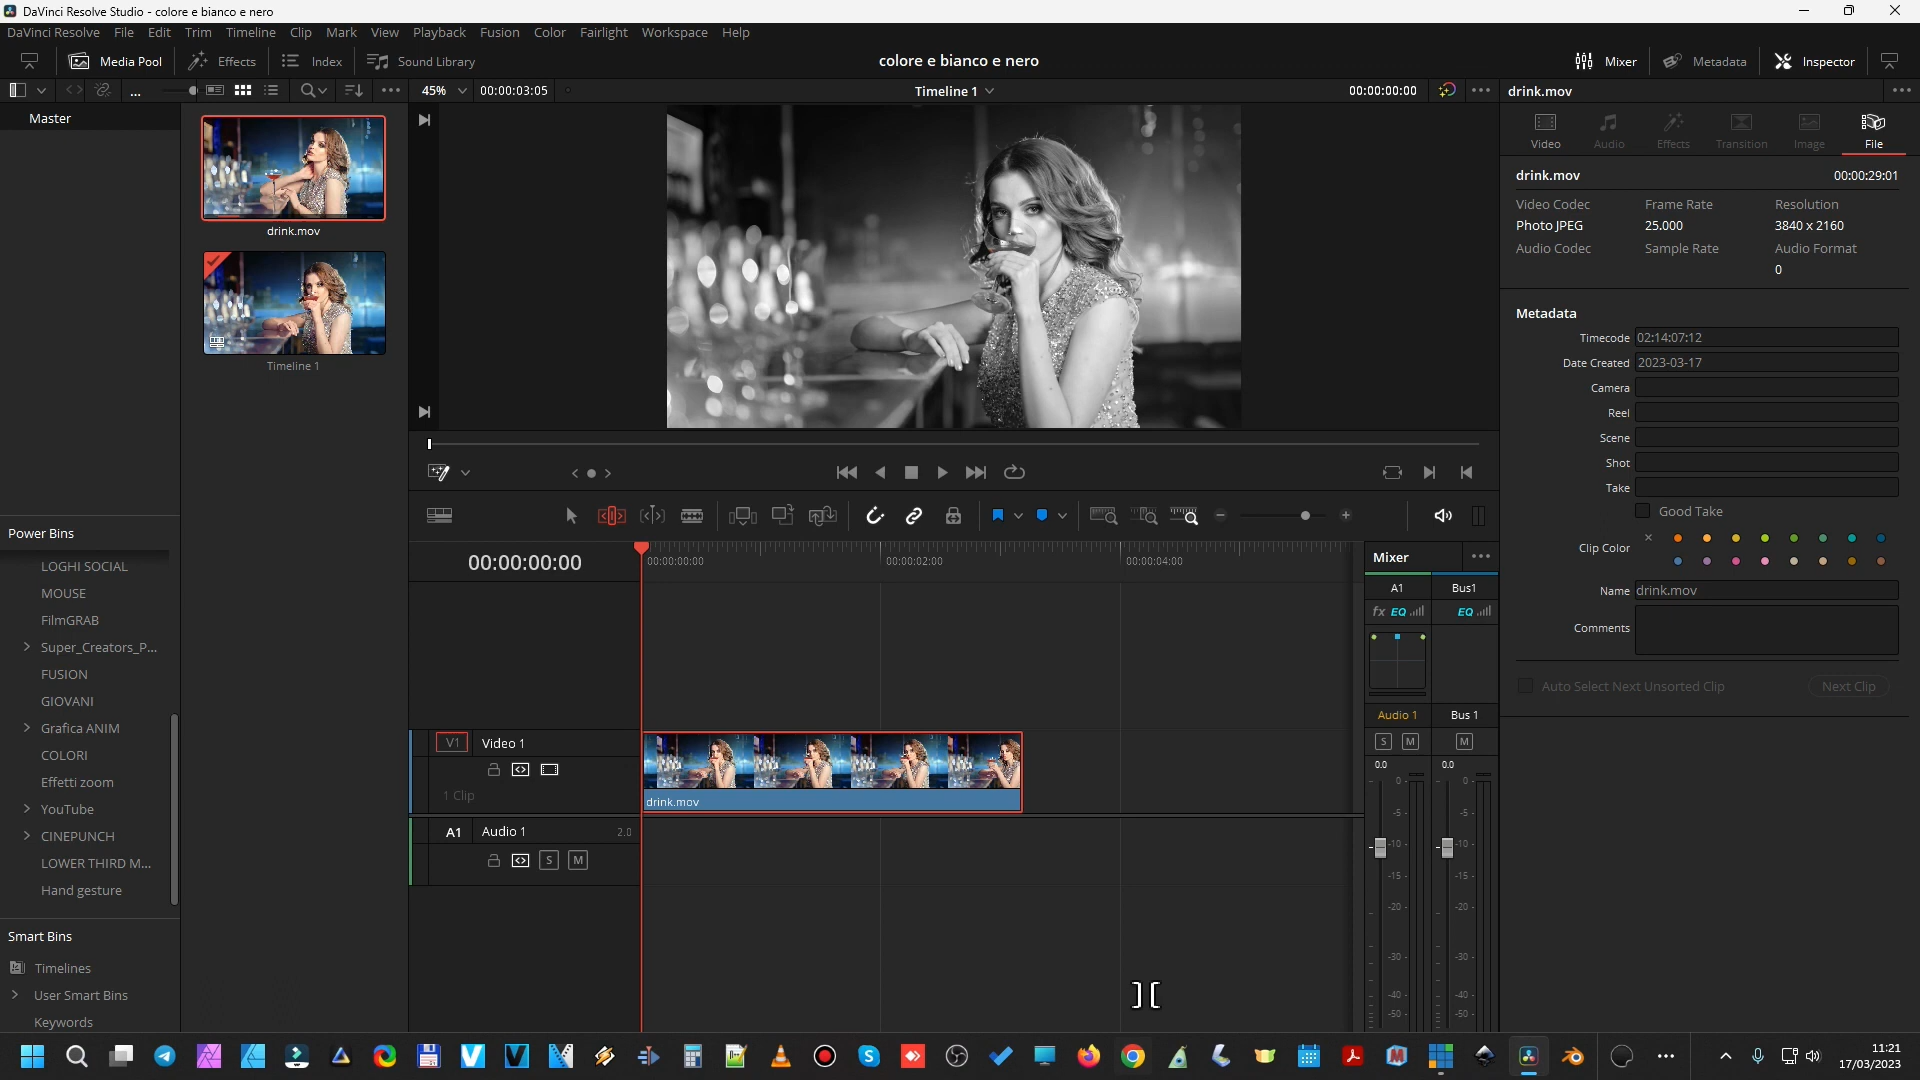 DaVinci Resolve Studio - colore e bianco e nero
DaVinci Resolve File Edit Trim Timeline Clip Mark View Playback Fusion Color Fairlight Workspace Help
Media Pool Effects Index Sound Library
colore e bianco e nero
Mixer Metadata Inspector
... 45% 00:00:03:05 Timeline 1 00:00:00:00 drink.mov
Master
drink.mov
Timeline 1
Video Audio Effects Transition Image File
drink.mov 00:00:29:01
Video Codec Frame Rate Resolution
Photo JPEG 25.000 3840 x 2160
Audio Codec Sample Rate Audio Format
0
Metadata
Timecode 02:14:07:12
Date Created 2023-03-17
Camera
Reel
Scene
Shot
Take
Good Take
Clip Color
Name drink.mov
Comments
Auto Select Next Unsorted Clip Next Clip
Power Bins
LOGHI SOCIAL
MOUSE
FilmGRAB
Super_Creators_P...
FUSION
GIOVANI
Grafica ANIM
COLORI
Effetti zoom
YouTube
CINEPUNCH
LOWER THIRD M...
Hand gesture
Smart Bins
Timelines
User Smart Bins
Keywords
00:00:00:00
00:00:00:00 00:00:02:00 00:00:04:00
V1 Video 1
1 Clip
drink.mov
A1 Audio 1 2.0
S M
Mixer
A1 Bus1
fx EQ EQ
Audio 1 Bus 1
S M M
0.0 0.0
0 0
-5 -5
-10 -10
-15 -15
-20 -20
-30 -30
-40 -40
-50 -50
11:21
17/03/2023